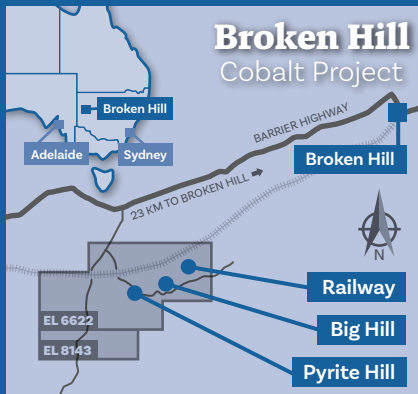 Broken Hill
Cobalt Project
Broken Hill
Adelaide
Sydney
BARRIER HIGHWAY
Broken Hill
23 KM TO BROKEN HILL
N
Railway
EL 6622
Big Hill
EL 8143
Pyrite Hill